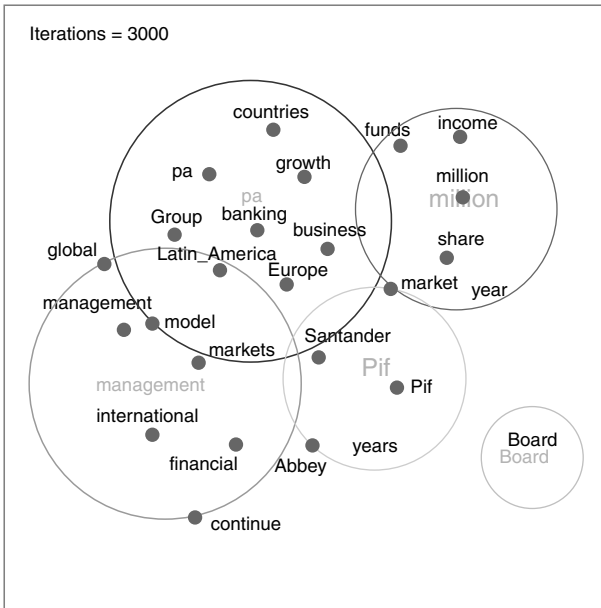 Iterations = 3000
countries
funds
income
pa
growth
million
pa
million
Group
banking
business
share
global
Latin_America
Europe
market
year
management
model
Santander
markets
Pif
management
Pif
international
years
Board
Board
financial
Abbey
continue